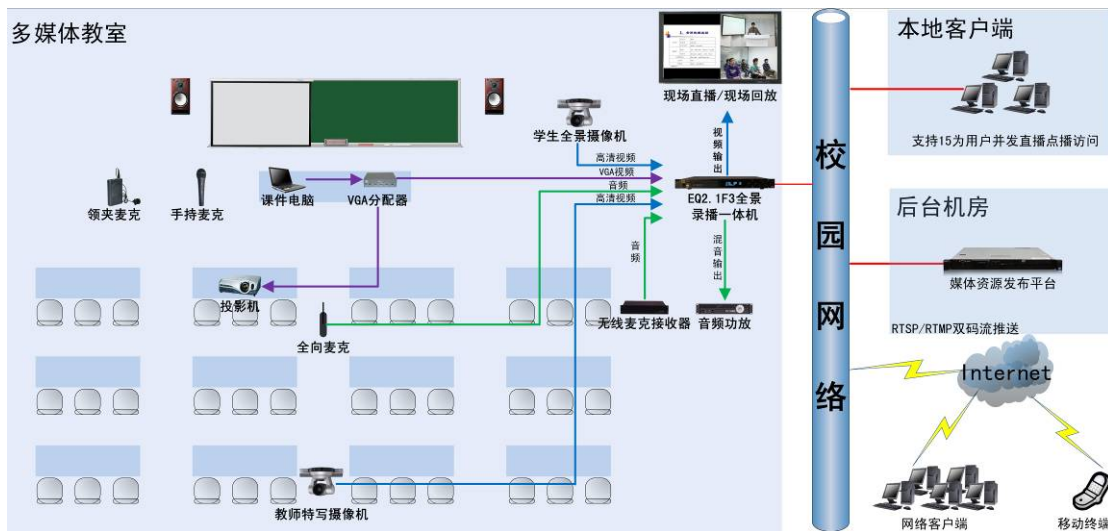 多媒体教室
现场直播/现场回放
学生全景摄像机
视频输出
高清视频
VGA视频
音频
高清视频
领夹麦克
手持麦克
课件电脑
VGA分配器
EQ2.1F3全景
录播一体机
音频
混音输出
投影机
全向麦克
无线麦克接收器
音频功放
教师特写摄像机
校园网络
本地客户端
支持15为用户并发直播点播访问
后台机房
媒体资源发布平台
RTSP/RTMP双码流推送
Internet
网络客户端
移动终端